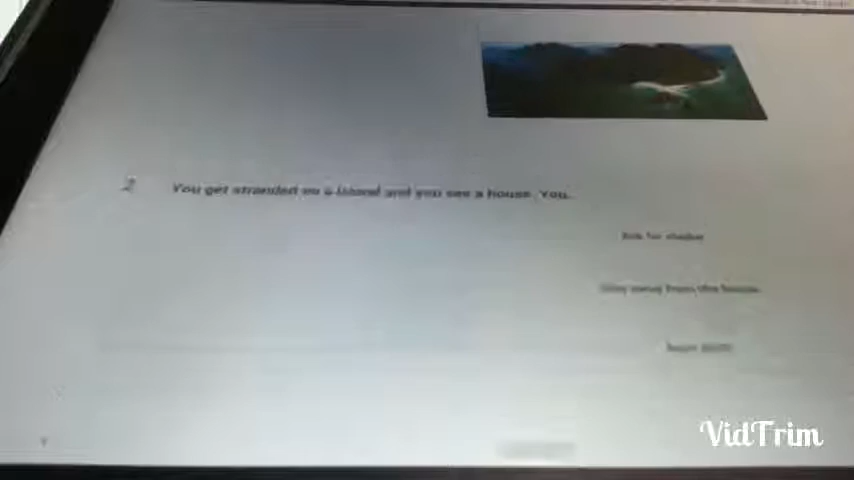 2
You get stranded on a island and you see a house. You.
Ask for shelter
Stay away from the house
VidTrim